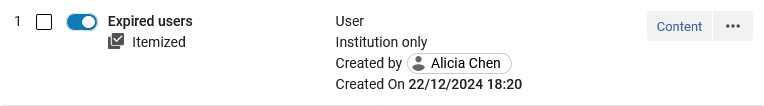 1 Expired users User Content •••
Itemized Institution only
Created by Alicia Chen
Created On 22/12/2024 18:20